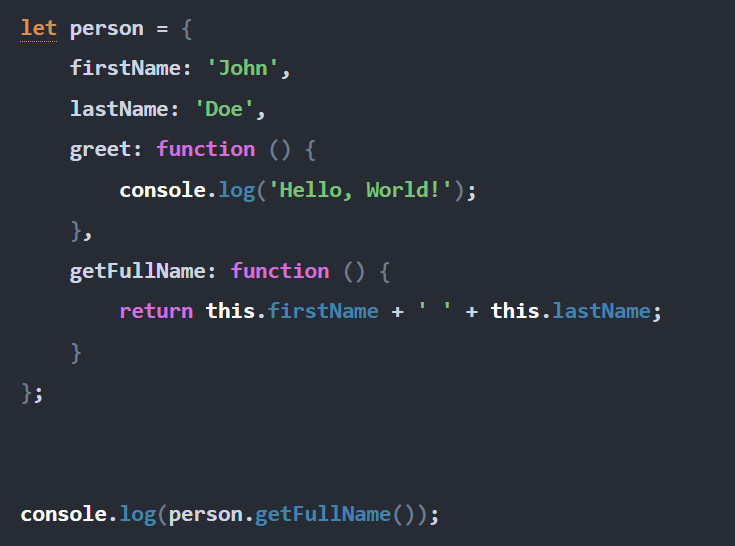 let person = {
    firstName: 'John',
    lastName: 'Doe',
    greet: function () {
        console.log('Hello, World!');
    },
    getFullName: function () {
        return this.firstName + ' ' + this.lastName;
    }
};
console.log(person.getFullName());